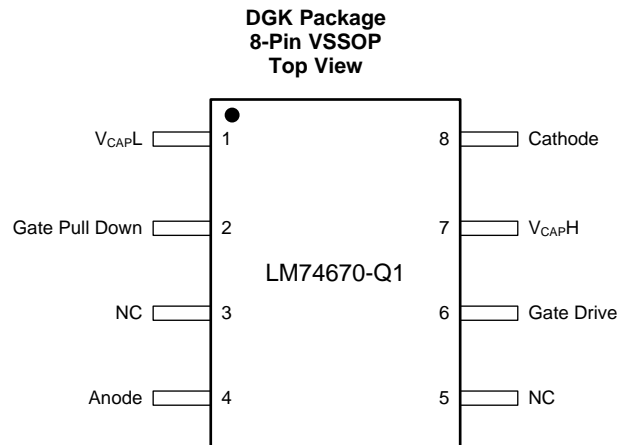 DGK Package
8-Pin VSSOP
Top View
VCAPL 1 8 Cathode
Gate Pull Down 2 7 VCAPH
LM74670-Q1
NC 3 6 Gate Drive
Anode 4 5 NC